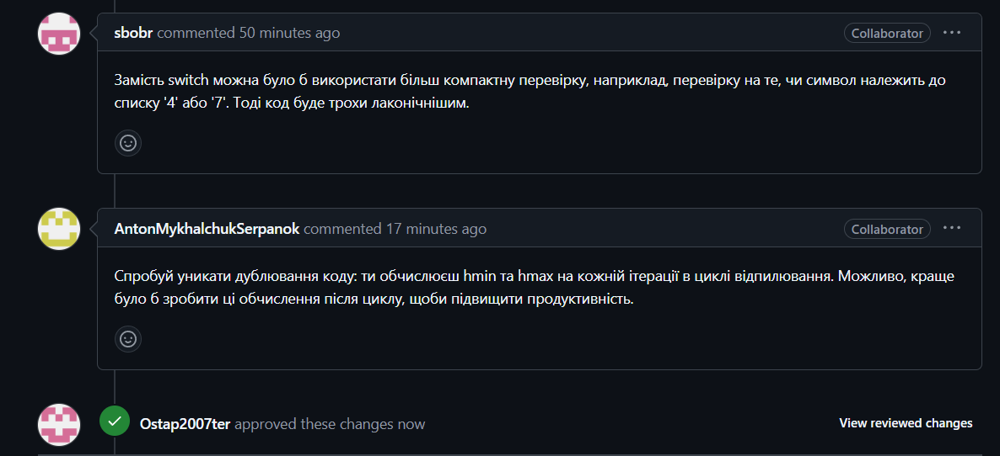 sbobr commented 50 minutes ago Collaborator ...
Замість switch можна було б використати більш компактну перевірку, наприклад, перевірку на те, чи символ належить до
списку '4' або '7'. Тоді код буде трохи лаконічнішим.
AntonMykhalchukSerpanok commented 17 minutes ago Collaborator ...
Спробуй уникати дублювання коду: ти обчислюєш hmin та hmax на кожній ітерації в циклі відпилювання. Можливо, краще
було б зробити ці обчислення після циклу, щоби підвищити продуктивність.
Ostap2007ter approved these changes now View reviewed changes